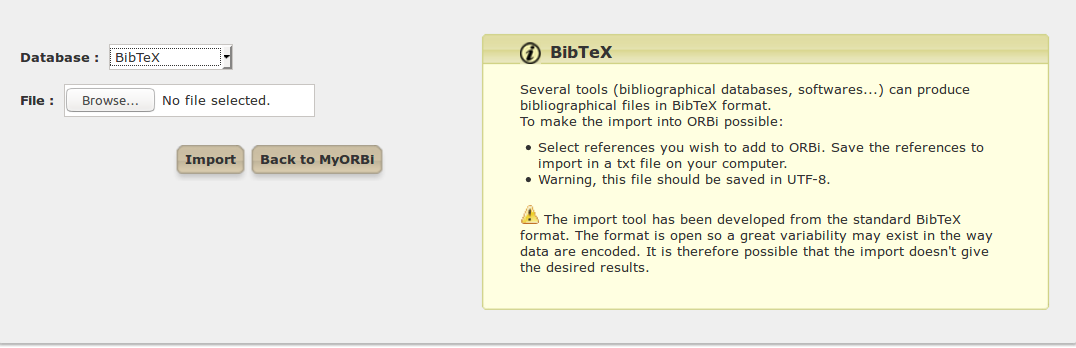 Database : BibTeX
File : Browse... No file selected.
Import Back to MyORBi
BibTeX
Several tools (bibliographical databases, softwares...) can produce
bibliographical files in BibTeX format.
To make the import into ORBi possible:
• Select references you wish to add to ORBi. Save the references to
import in a txt file on your computer.
• Warning, this file should be saved in UTF-8.
The import tool has been developed from the standard BibTeX
format. The format is open so a great variability may exist in the way
data are encoded. It is therefore possible that the import doesn't give
the desired results.